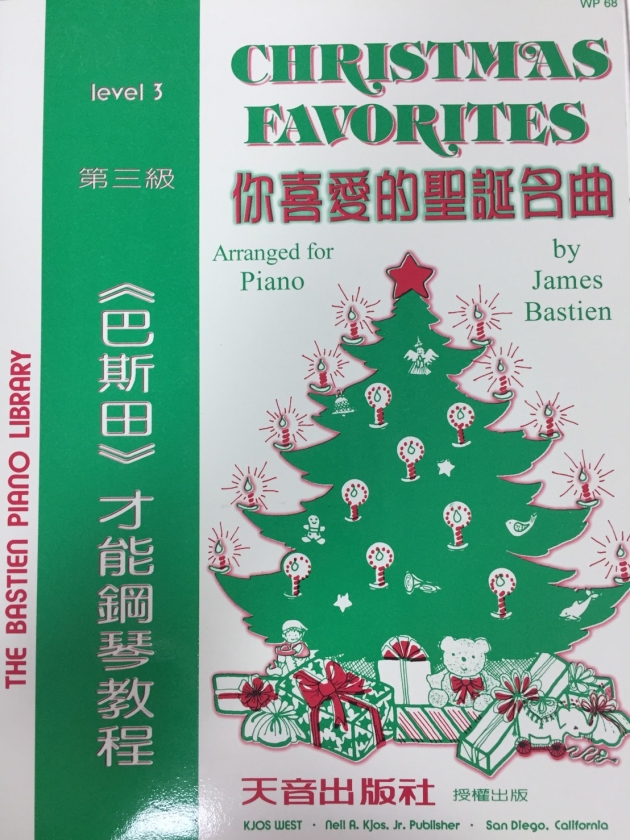 WP 68
CHRISTMAS
FAVORITES
你喜愛的聖誕名曲
Arranged for
Piano
by
James
Bastien
level 3
第三級
《巴斯田》才能鋼琴教程
THE BASTIEN PIANO LIBRARY
天音出版社 授權出版
KJOS WEST · Neil A. Kjos, Jr. Publisher · San Diego, California